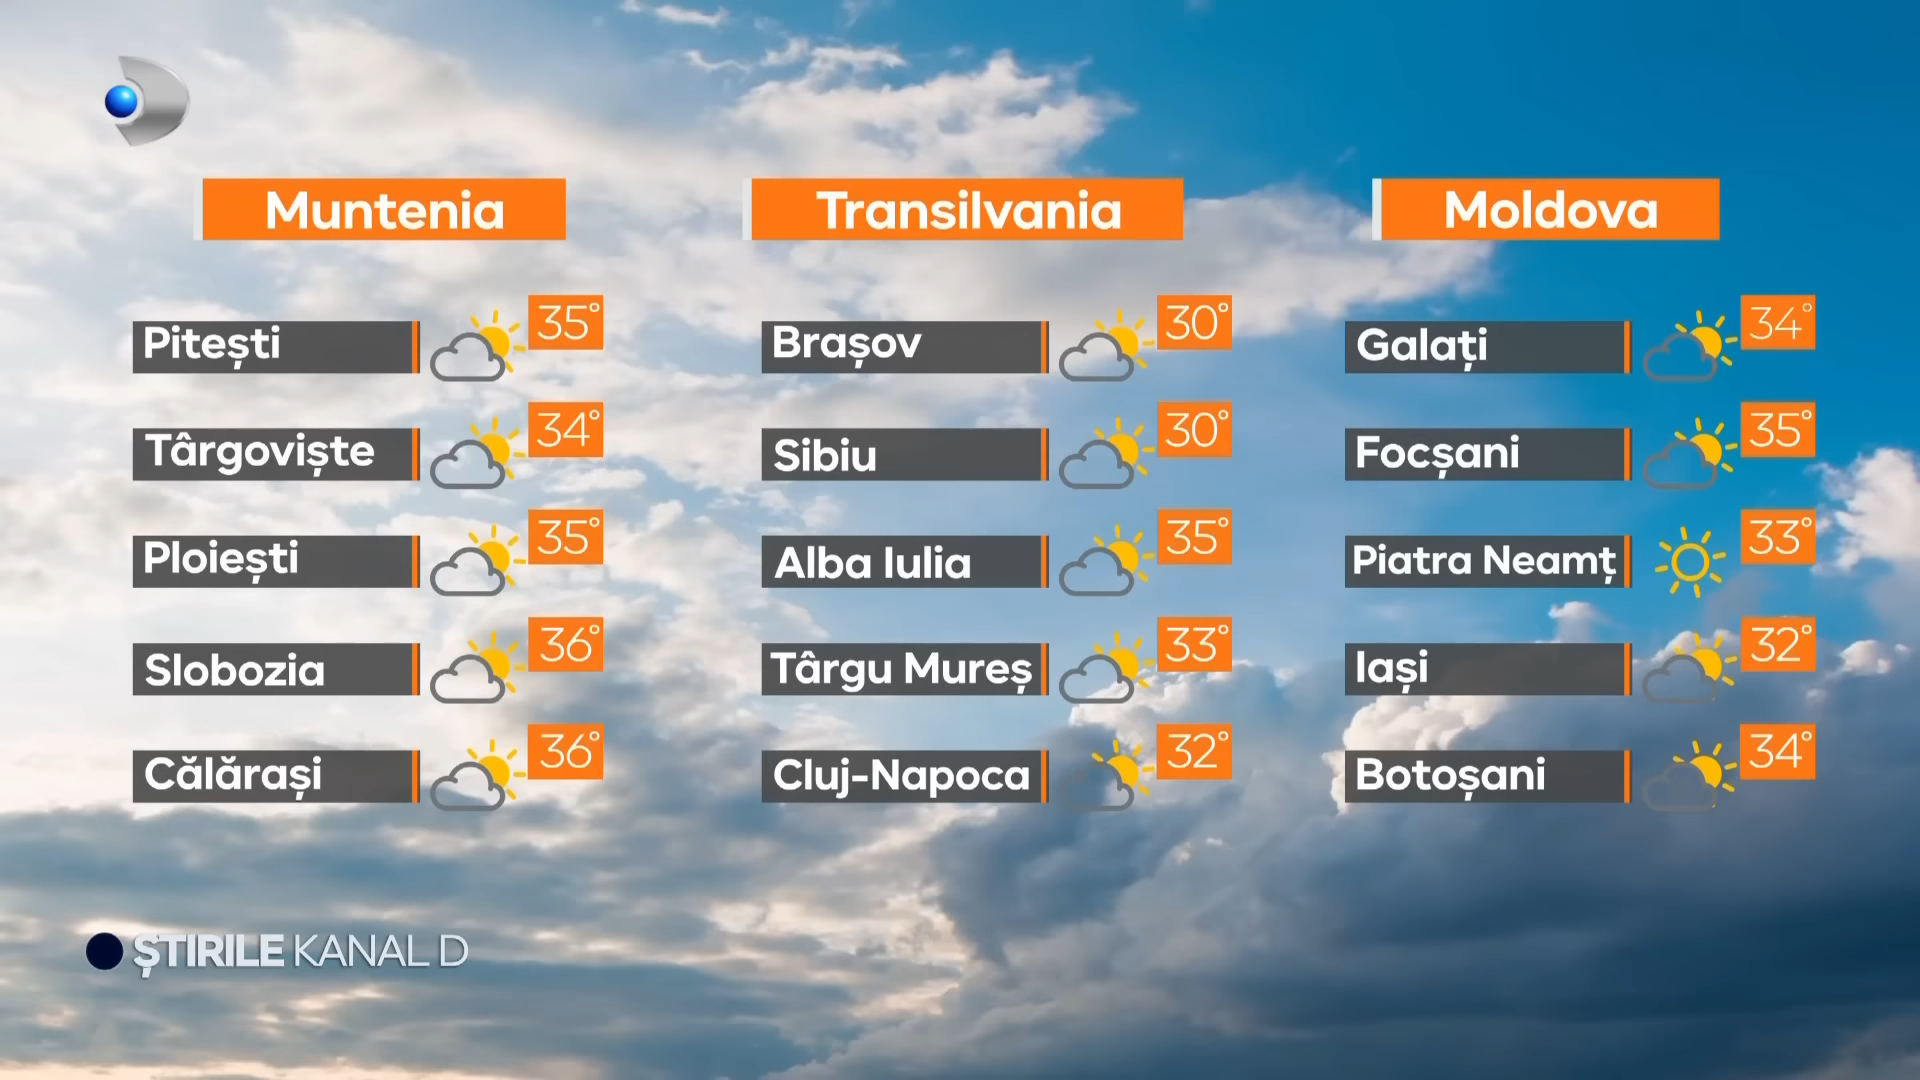 Muntenia
Pitești 35°
Târgoviște 34°
Ploiești 35°
Slobozia 36°
Călărași 36°
Transilvania
Brașov 30°
Sibiu 30°
Alba Iulia 35°
Târgu Mureș 33°
Cluj-Napoca 32°
Moldova
Galați 34°
Focșani 35°
Piatra Neamț 33°
Iași 32°
Botoșani 34°
ȘTIRILE KANAL D